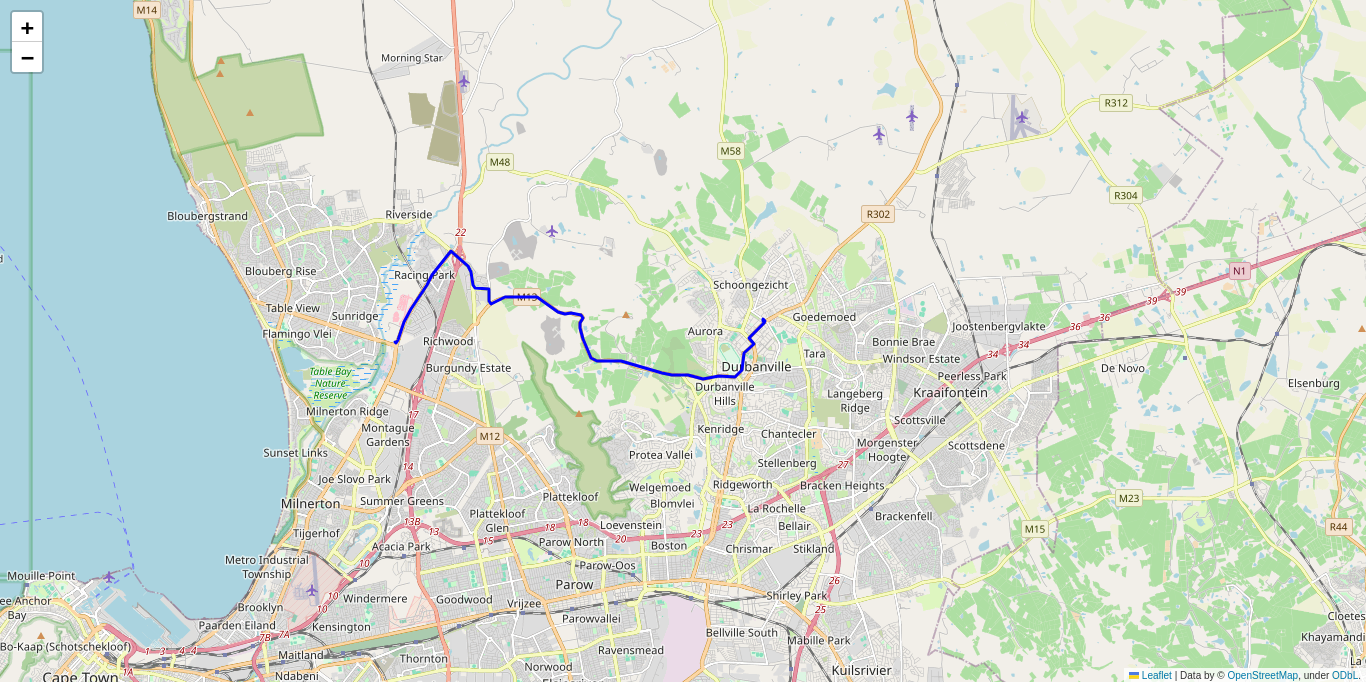 M14
+
−
Morning Star
R312
M58
M48
R304
Bloubergstrand
Riverside
R302
22
Blouberg Rise
Racing Park
N1
Schoongezicht
39
39
M13
Table View
Sunridge
Goedemoed
36
36
Joostenbergvlakte
Flamingo Vlei
Aurora
Richwood
Bonnie Brae
34
34
Tara
Windsor Estate
Table Bay
Nature
Reserve
Burgundy Estate
Durbanville
De Novo
Peerless Park
Elsenburg
Durbanville
Hills
Langeberg
Ridge
Kraaifontein
Milnerton Ridge
17
Montague
Gardens
M12
Kenridge
Chantecler
Scottsville
Morgenster
Hoogte
Scottsdene
Sunset Links
Protea Vallei
Stellenberg
27
14
Joe Slovo Park
Welgemoed
Ridgeworth
Bracken Heights
Plattekloof
Summer Greens
Blomvlei
La Rochelle
M23
Milnerton
Plattekloof
Glen
Brackenfell
13B
13
18
18
Loevenstein
23
23
Bellair
M15
R44
Tijgerhof
15
20
Acacia Park
Parow North
Boston
Chrismar
Stikland
Metro Industrial
Township
10
Parow-Oos
Mouille Point
Parow
26
ee Anchor
Bay
10
Windermere
Goodwood
Vrijzee
Shirley Park
Brooklyn
10
25
Cloetes
Paarden Eiland
Kensington
Parowvallei
7B
7A
Bellville South
Mabille Park
Khayamandi
Bo-Kaap (Schotschekloof)
1
3
4
4
Maitland
Ravensmead
Thornton
Norwood
Kuilsrivier
La
Cape Town
Ndabeni
Leaflet | Data by © OpenStreetMap, under ODbL.